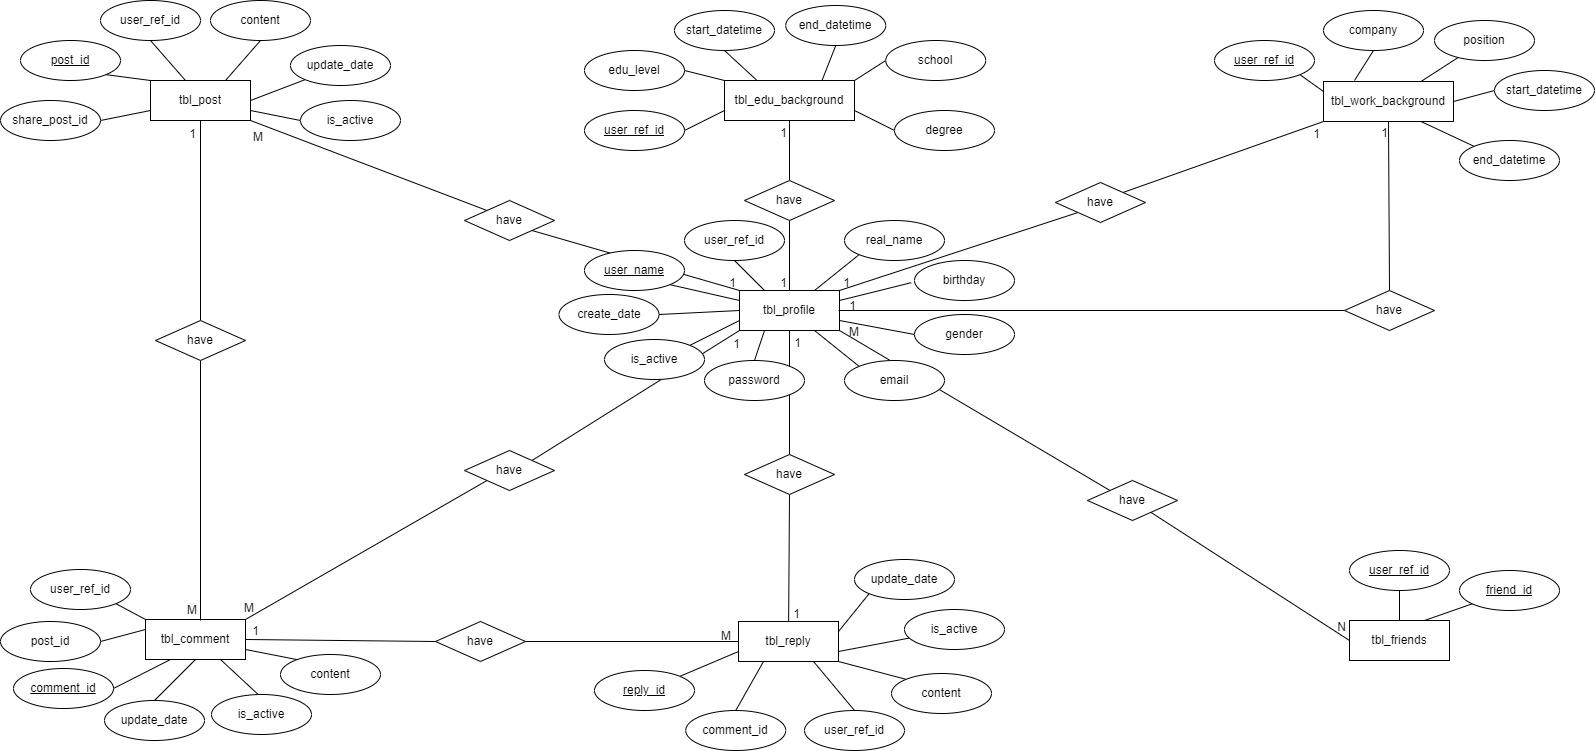 user_ref_id
content
post_id
update_date
tbl_post
share_post_id
is_active
1
M
start_datetime
end_datetime
edu_level
school
tbl_edu_background
user_ref_id
degree
1
company
user_ref_id
position
start_datetime
tbl_work_background
end_datetime
1
1
have
have
have
user_ref_id
real_name
user_name
birthday
1
1
1
create_date
tbl_profile
1
have
gender
M
is_active
1
1
password
email
have
have
have
have
user_ref_id
M
M
post_id
tbl_comment
1
have
M
comment_id
content
update_date
is_active
update_date
1
is_active
tbl_reply
reply_id
content
comment_id
user_ref_id
user_ref_id
friend_id
N
tbl_friends